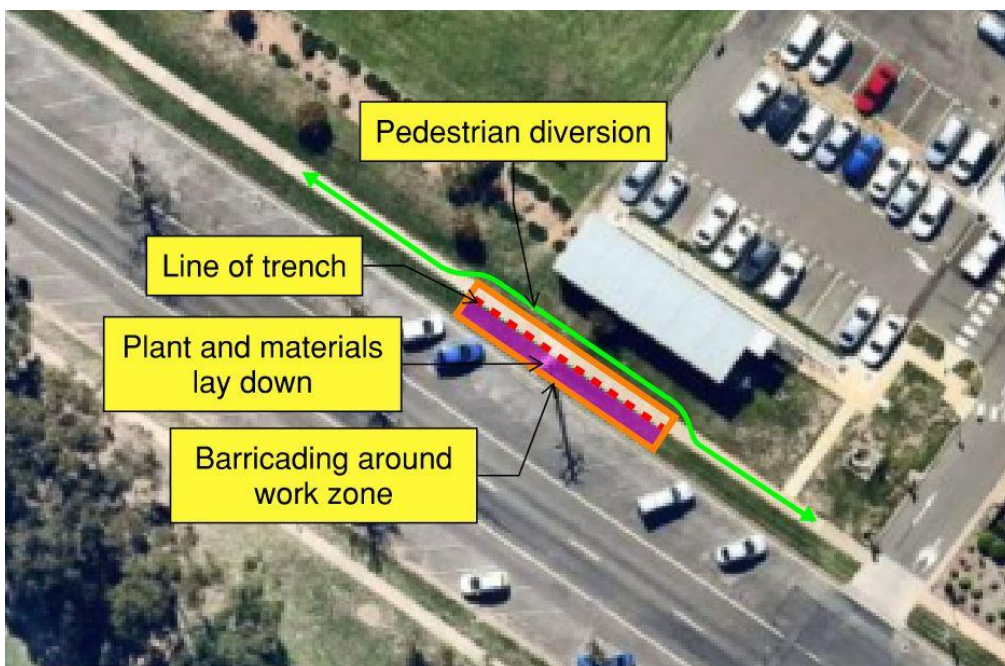 Pedestrian diversion
Line of trench
Plant and materials
lay down
Barricading around
work zone